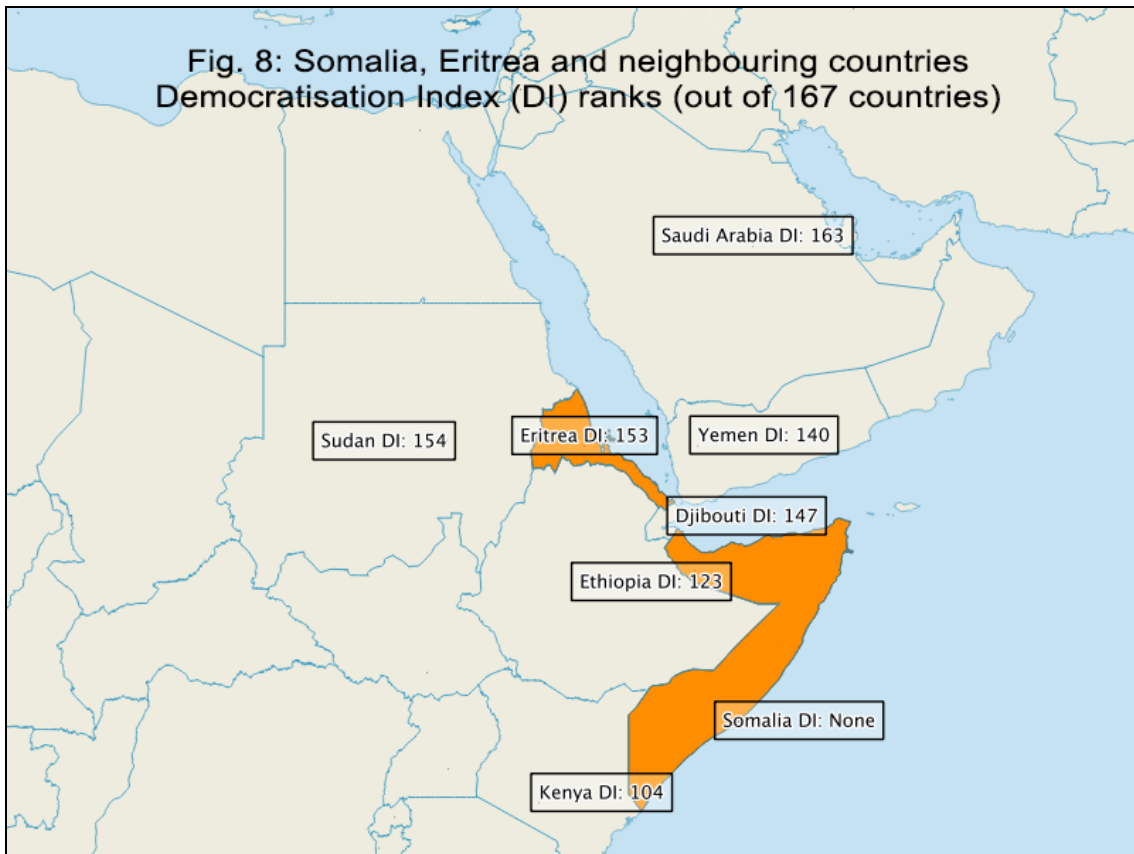 Fig. 8: Somalia, Eritrea and neighbouring countries
Democratisation Index (DI) ranks (out of 167 countries)
Saudi Arabia DI: 163
Sudan DI: 154
Eritrea DI: 153
Yemen DI: 140
Djibouti DI: 147
Ethiopia DI: 123
Somalia DI: None
Kenya DI: 104